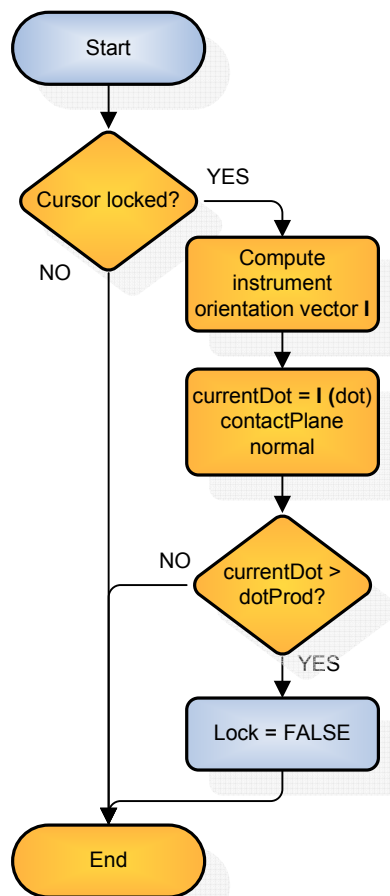 Start
Cursor locked?
YES
NO
Compute
instrument
orientation vector I
currentDot = I (dot)
contactPlane
normal
NO
currentDot >
dotProd?
YES
Lock = FALSE
End